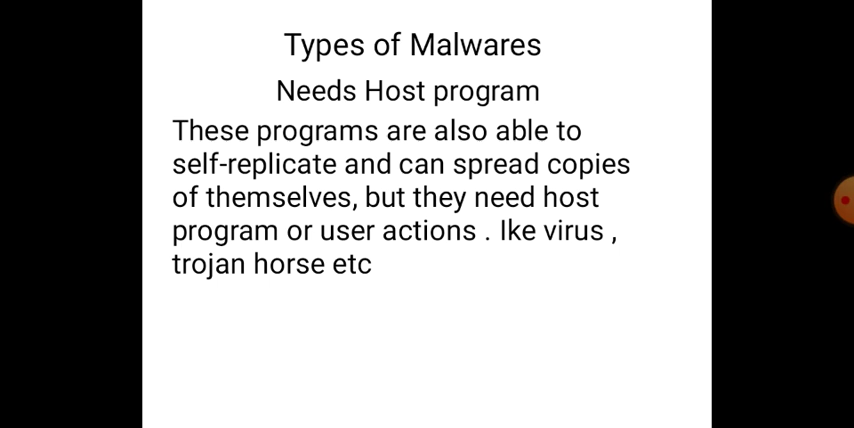 Types of Malwares
Needs Host program
These programs are also able to
self-replicate and can spread copies
of themselves, but they need host
program or user actions . Ike virus ,
trojan horse etc